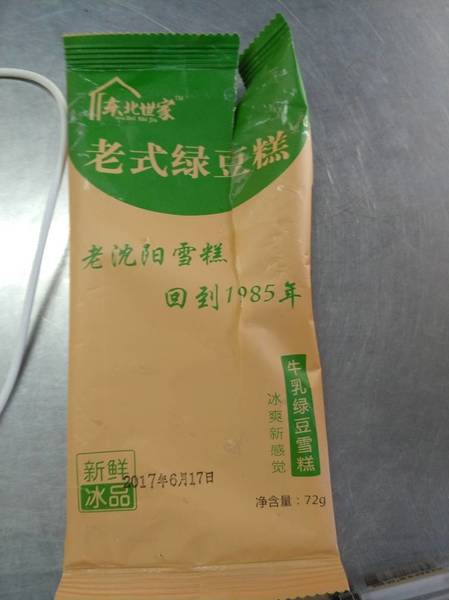 东北世家
老式绿豆糕
老沈阳雪糕
回到1985年
牛乳绿豆雪糕
冰爽新感觉
新鲜
冰品
2017年6月17日
净含量：72g